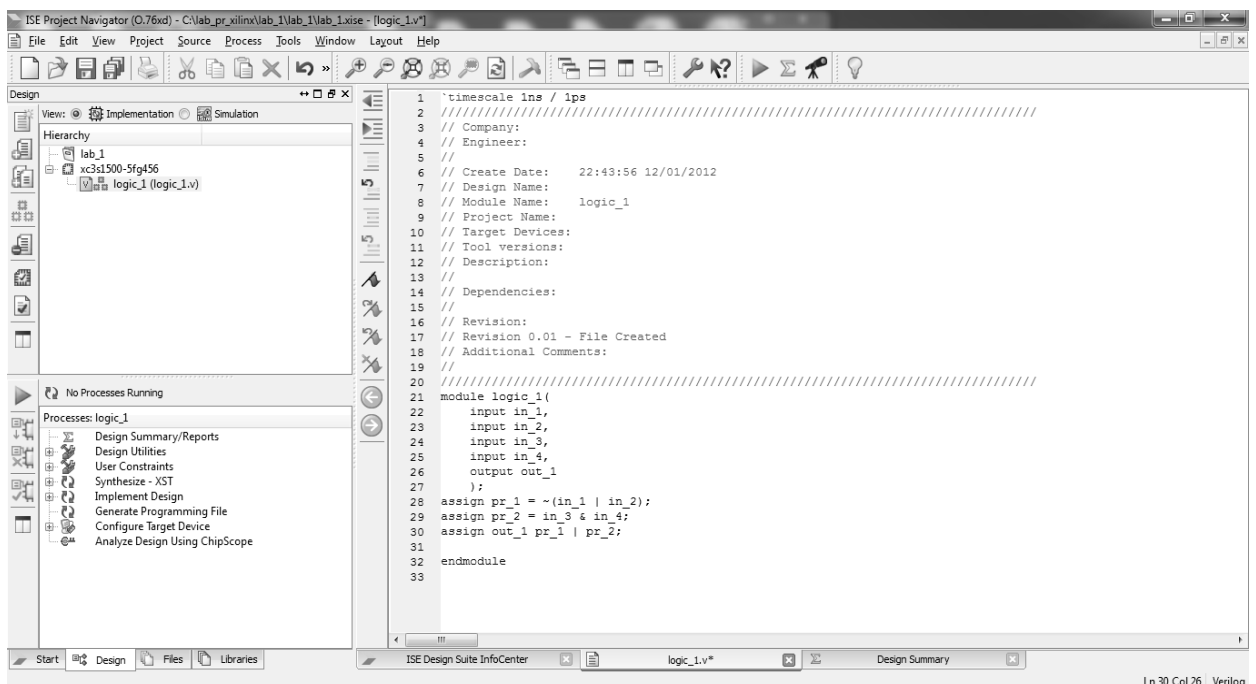 ISE Project Navigator (O.76xd) - C:\lab_pr_xilinx\lab_1\lab_1\lab_1.xise - [logic_1.v*]
File Edit View Project Source Process Tools Window Layout Help
Design
View: Implementation Simulation
Hierarchy
lab_1
xc3s1500-5fg456
logic_1 (logic_1.v)
No Processes Running
Processes: logic_1
Design Summary/Reports
Design Utilities
User Constraints
Synthesize - XST
Implement Design
Generate Programming File
Configure Target Device
Analyze Design Using ChipScope
Start Design Files Libraries
1 `timescale 1ns / 1ps
2 //////////////////////////////////////////////////////////////////////////////////
3 // Company:
4 // Engineer:
5 //
6 // Create Date:    22:43:56 12/01/2012
7 // Design Name:
8 // Module Name:    logic_1
9 // Project Name:
10 // Target Devices:
11 // Tool versions:
12 // Description:
13 //
14 // Dependencies:
15 //
16 // Revision:
17 // Revision 0.01 - File Created
18 // Additional Comments:
19 //
20 //////////////////////////////////////////////////////////////////////////////////
21 module logic_1(
22     input in_1,
23     input in_2,
24     input in_3,
25     input in_4,
26     output out_1
27     );
28 assign pr_1 = ~(in_1 | in_2);
29 assign pr_2 = in_3 & in_4;
30 assign out_1 pr_1 | pr_2;
31
32 endmodule
33
ISE Design Suite InfoCenter logic_1.v* Design Summary
Ln 30 Col 26 Verilog